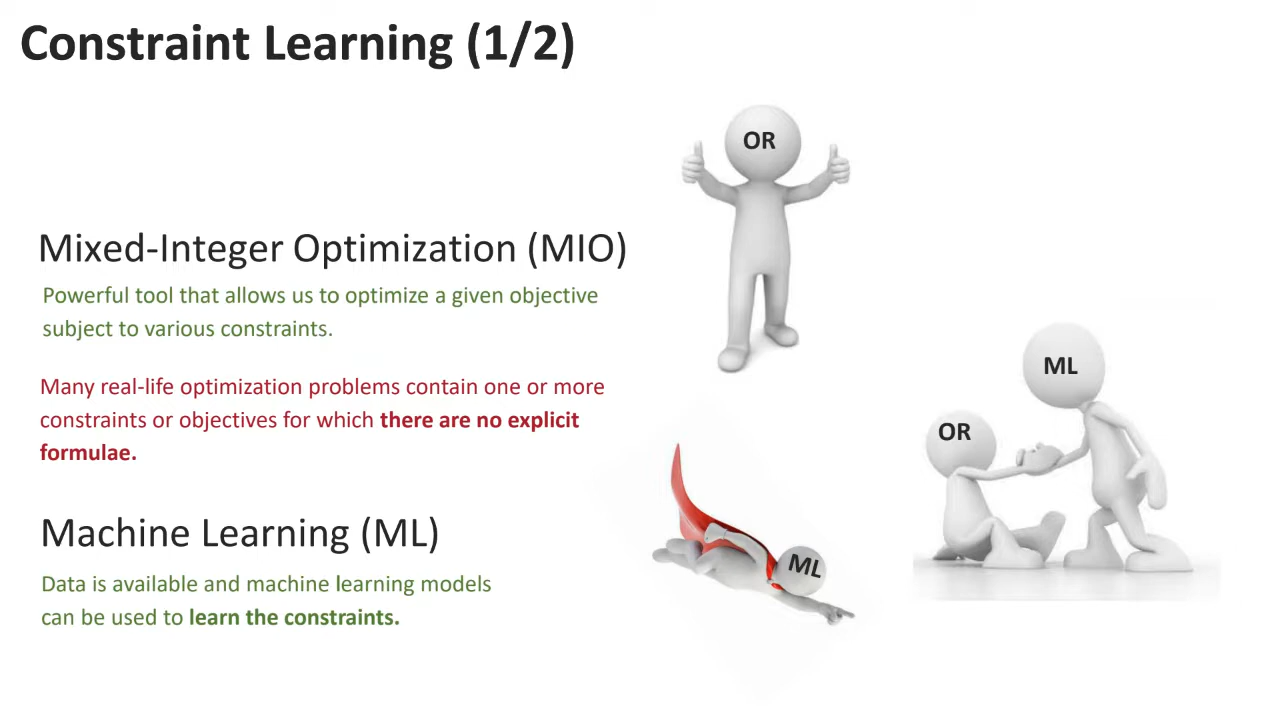 Constraint Learning (1/2)
OR
Mixed-Integer Optimization (MIO)
Powerful tool that allows us to optimize a given objective
subject to various constraints.
Many real-life optimization problems contain one or more
constraints or objectives for which there are no explicit
formulae.
ML
OR
Machine Learning (ML)
ML
Data is available and machine learning models
can be used to learn the constraints.